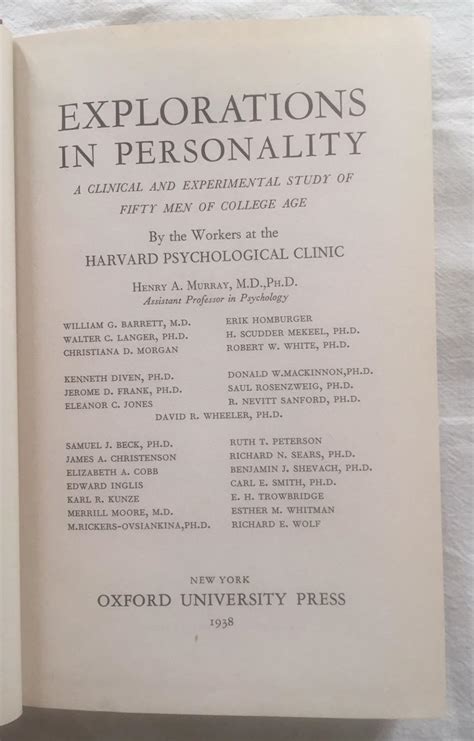 EXPLORATIONS
IN PERSONALITY
A CLINICAL AND EXPERIMENTAL STUDY OF
FIFTY MEN OF COLLEGE AGE
By the Workers at the
HARVARD PSYCHOLOGICAL CLINIC
HENRY A. MURRAY, M.D.,PH.D.
Assistant Professor in Psychology
WILLIAM G. BARRETT, M.D.
WALTER C. LANGER, PH.D.
CHRISTIANA D. MORGAN
ERIK HOMBURGER
H. SCUDDER MEKEEL, PH.D.
ROBERT W. WHITE, PH.D.
KENNETH DIVEN, PH.D.
JEROME D. FRANK, PH.D.
ELEANOR C. JONES
DONALD W.MACKINNON,PH.D.
SAUL ROSENZWEIG, PH.D.
R. NEVITT SANFORD, PH.D.
DAVID R. WHEELER, PH.D.
SAMUEL J. BECK, PH.D.
JAMES A. CHRISTENSON
ELIZABETH A. COBB
EDWARD INGLIS
KARL R. KUNZE
MERRILL MOORE, M.D.
M.RICKERS-OVSIANKINA,PH.D.
RUTH T. PETERSON
RICHARD N. SEARS, PH.D.
BENJAMIN J. SHEVACH, PH.D.
CARL E. SMITH, PH.D.
E. H. TROWBRIDGE
ESTHER M. WHITMAN
RICHARD E. WOLF
NEW YORK
OXFORD UNIVERSITY PRESS
1938